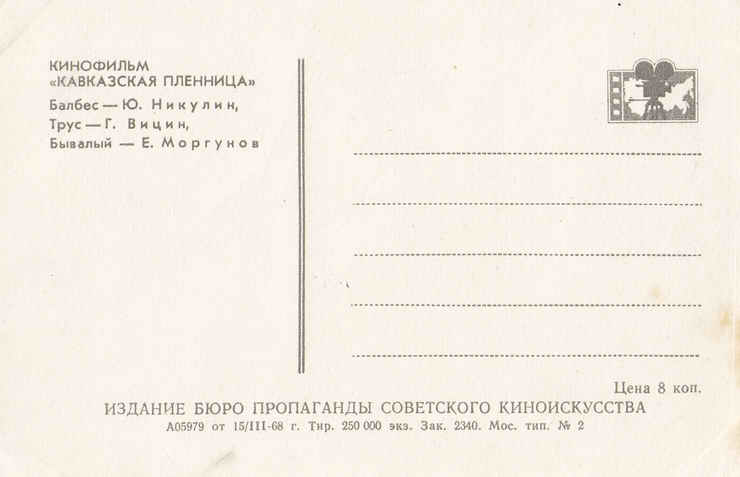 КИНОФИЛЬМ
«КАВКАЗСКАЯ ПЛЕННИЦА»
Балбес — Ю. Никулин,
Трус — Г. Вицин,
Бывалый — Е. Моргунов
Цена 8 коп.
ИЗДАНИЕ БЮРО ПРОПАГАНДЫ СОВЕТСКОГО КИНОИСКУССТВА
А05979 от 15/III-68 г. Тир. 250 000 экз. Зак. 2340. Мос. тип. № 2